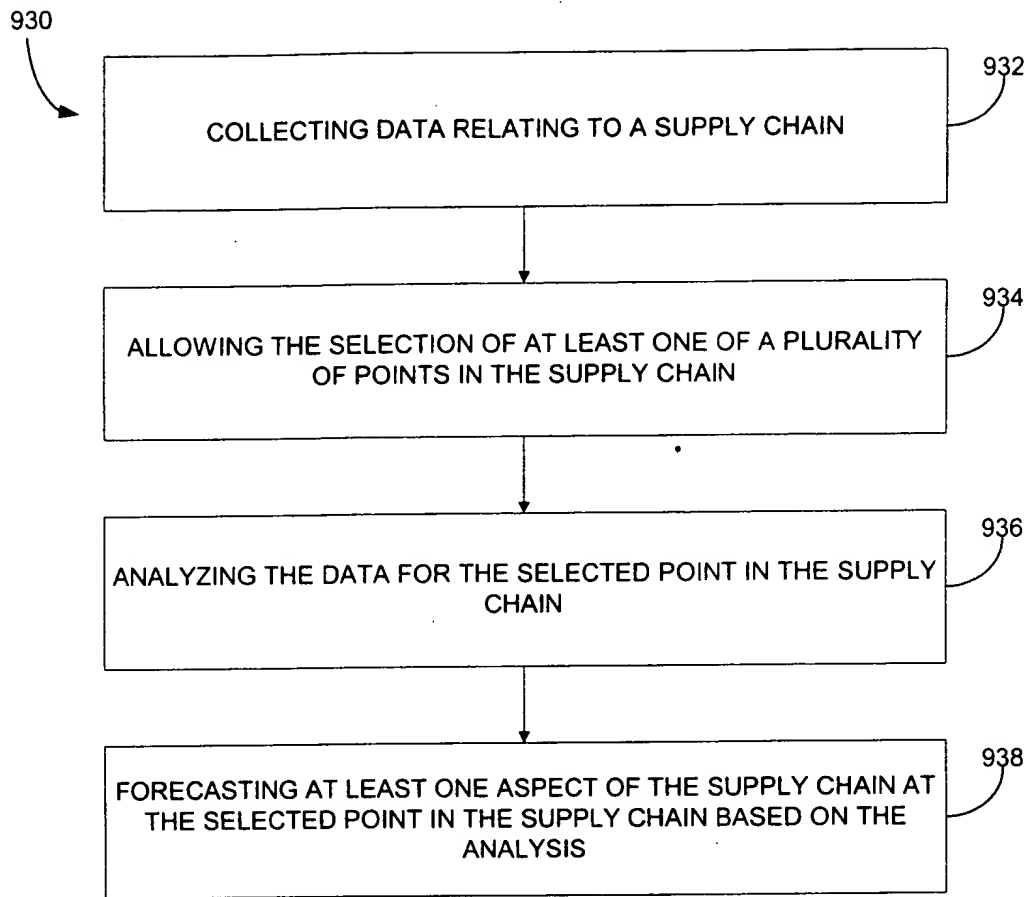 930
932
COLLECTING DATA RELATING TO A SUPPLY CHAIN
934
ALLOWING THE SELECTION OF AT LEAST ONE OF A PLURALITY
OF POINTS IN THE SUPPLY CHAIN
936
ANALYZING THE DATA FOR THE SELECTED POINT IN THE SUPPLY
CHAIN
938
FORECASTING AT LEAST ONE ASPECT OF THE SUPPLY CHAIN AT
THE SELECTED POINT IN THE SUPPLY CHAIN BASED ON THE
ANALYSIS